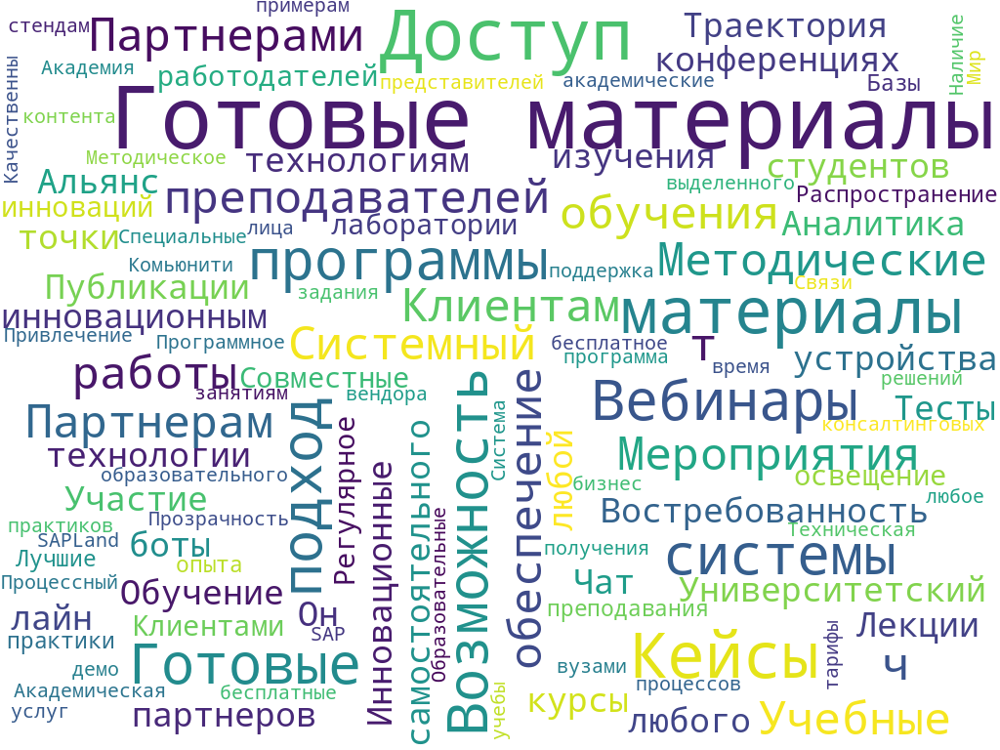 примерам
стендам
Партнерами
Доступ
Траектория
Наличие
Мир
конференциях
Академия
работодателей
представителей
академические
Базы
Качественны
контента
Готовые материалы
Методическое
технологиям
изучения
студентов
Альянс
преподавателей
выделенного
Распространение
инноваций
обучения
Аналитика
точки
Специальные
лица
лаборатории
Комьюнити
программы
поддержка
Методические
Публикации
задания
Связи
Клиентам
материалы
инновационным
Привлечение
Программное
Системный
бесплатное
т
программа
время
устройства
работы
Совместные
занятиям
вендора
решений
Вебинары
Тесты
Партнерам
подход
Регулярное
Возможность
Система
обеспечение
любой
консалтинговых
технологии
Мероприятия
образовательного
самостоятельного
Инновационные
Образовательные
бизнес
освещение
любое
Участие
Прозрачность
Востребованность
практиков
SAPLand
боты
Техническая
Лучшие
опыта
получения
системы
Процессный
Обучение
Чат
Университетский
лайн
Клиентами
Он
SAP
преподавания
Лекции
практики
демо
Готовые
вузами
Кейсы
процессов
тарифы
ч
Академическая
бесплатные
услуг
партнеров
учебы
курсы
любого
Учебные